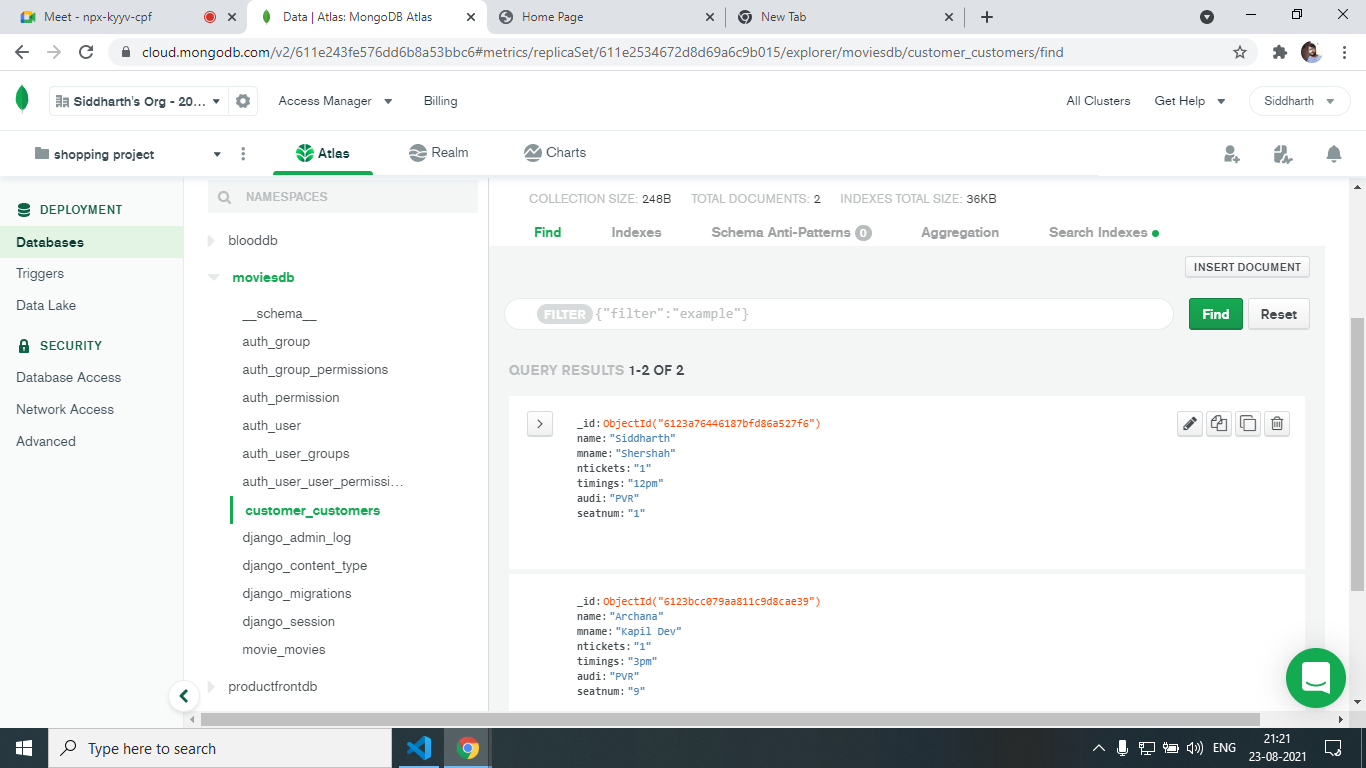 Meet - npx-kyyv-cpf
Data | Atlas: MongoDB Atlas
Home Page
New Tab
cloud.mongodb.com/v2/611e243fe576dd6b8a53bbc6#metrics/replicaSet/611e2534672d8d69a6c9b015/explorer/moviesdb/customer_customers/find
Siddharth's Org - 20...
Access Manager
Billing
All Clusters
Get Help
Siddharth
shopping project
Atlas
Realm
Charts
DEPLOYMENT
Databases
Triggers
Data Lake
SECURITY
Database Access
Network Access
Advanced
NAMESPACES
blooddb
moviesdb
__schema__
auth_group
auth_group_permissions
auth_permission
auth_user
auth_user_groups
auth_user_user_permissi...
customer_customers
django_admin_log
django_content_type
django_migrations
django_session
movie_movies
productfrontdb
COLLECTION SIZE: 248B TOTAL DOCUMENTS: 2 INDEXES TOTAL SIZE: 36KB
Find Indexes Schema Anti-Patterns 0 Aggregation Search Indexes
INSERT DOCUMENT
FILTER {"filter":"example"}
Find
Reset
QUERY RESULTS 1-2 OF 2
_id: ObjectId("6123a76446187bfd86a527f6")
name: "Siddharth"
mname: "Shershah"
ntickets: "1"
timings: "12pm"
audi: "PVR"
seatnum: "1"
_id: ObjectId("6123bcc079aa811c9d8cae39")
name: "Archana"
mname: "Kapil Dev"
ntickets: "1"
timings: "3pm"
audi: "PVR"
seatnum: "9"
Type here to search
ENG
21:21
23-08-2021